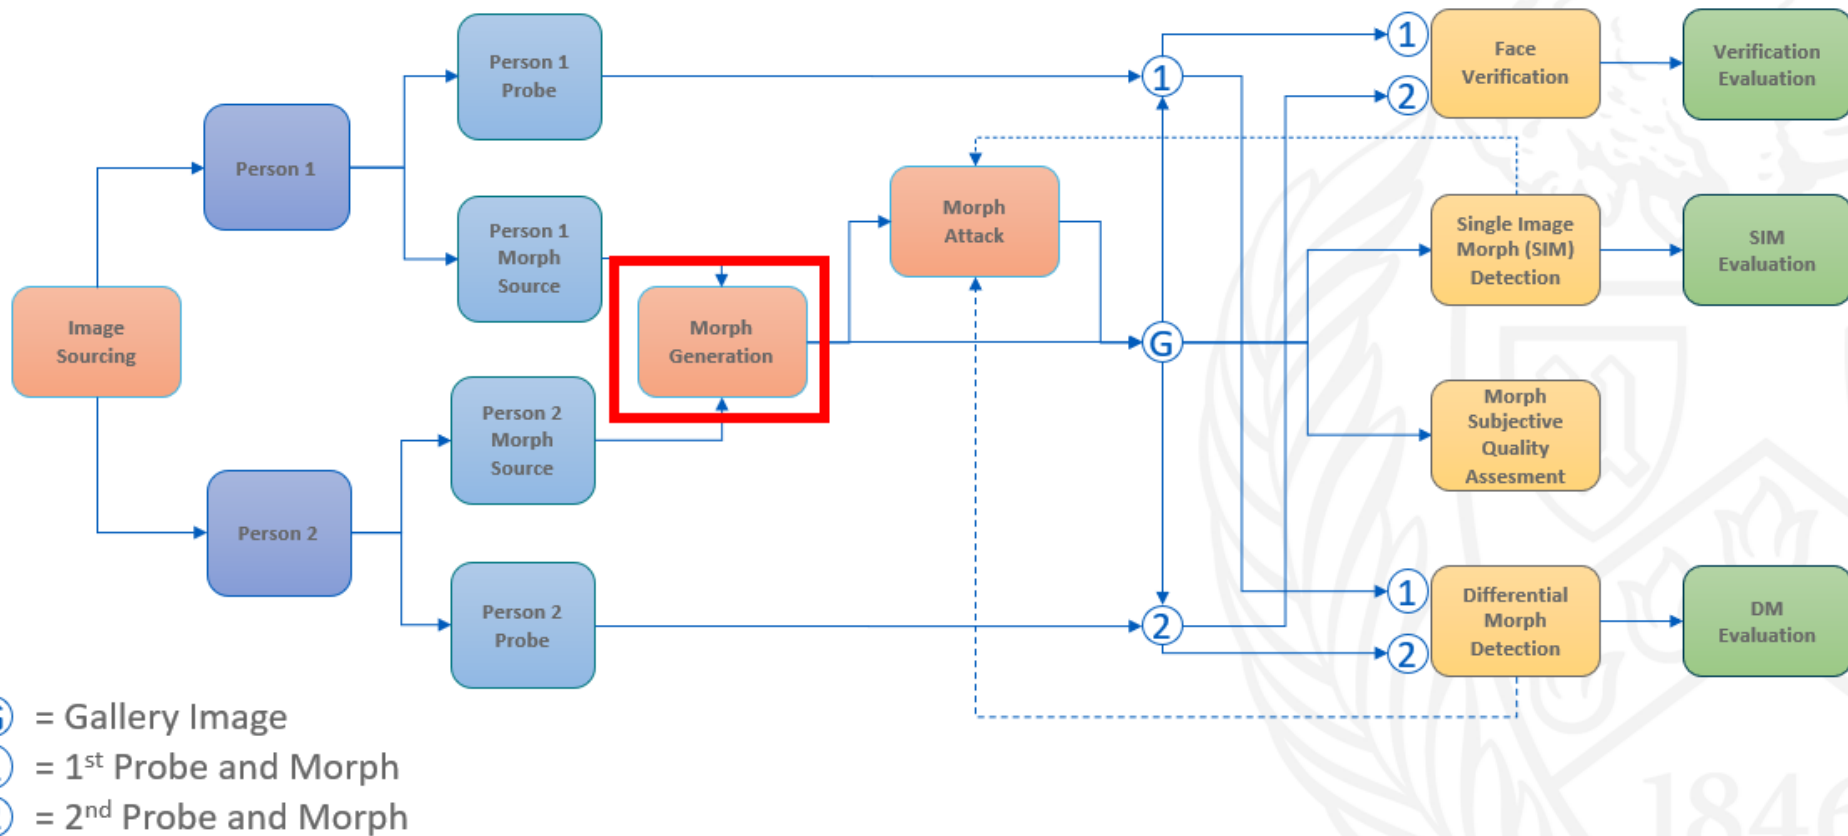 Person 1
Probe
1
1
Face
Verification
Verification
Evaluation
2
Person 1
Person 1
Morph
Source
Morph
Attack
Single Image
Morph (SIM)
Detection
SIM
Evaluation
Image
Sourcing
Morph
Generation
G
Person 2
Morph
Source
Morph
Subjective
Quality
Assesment
Person 2
Person 2
Probe
2
1
2
Differential
Morph
Detection
DM
Evaluation
G = Gallery Image
= 1st Probe and Morph
= 2nd Probe and Morph
1846